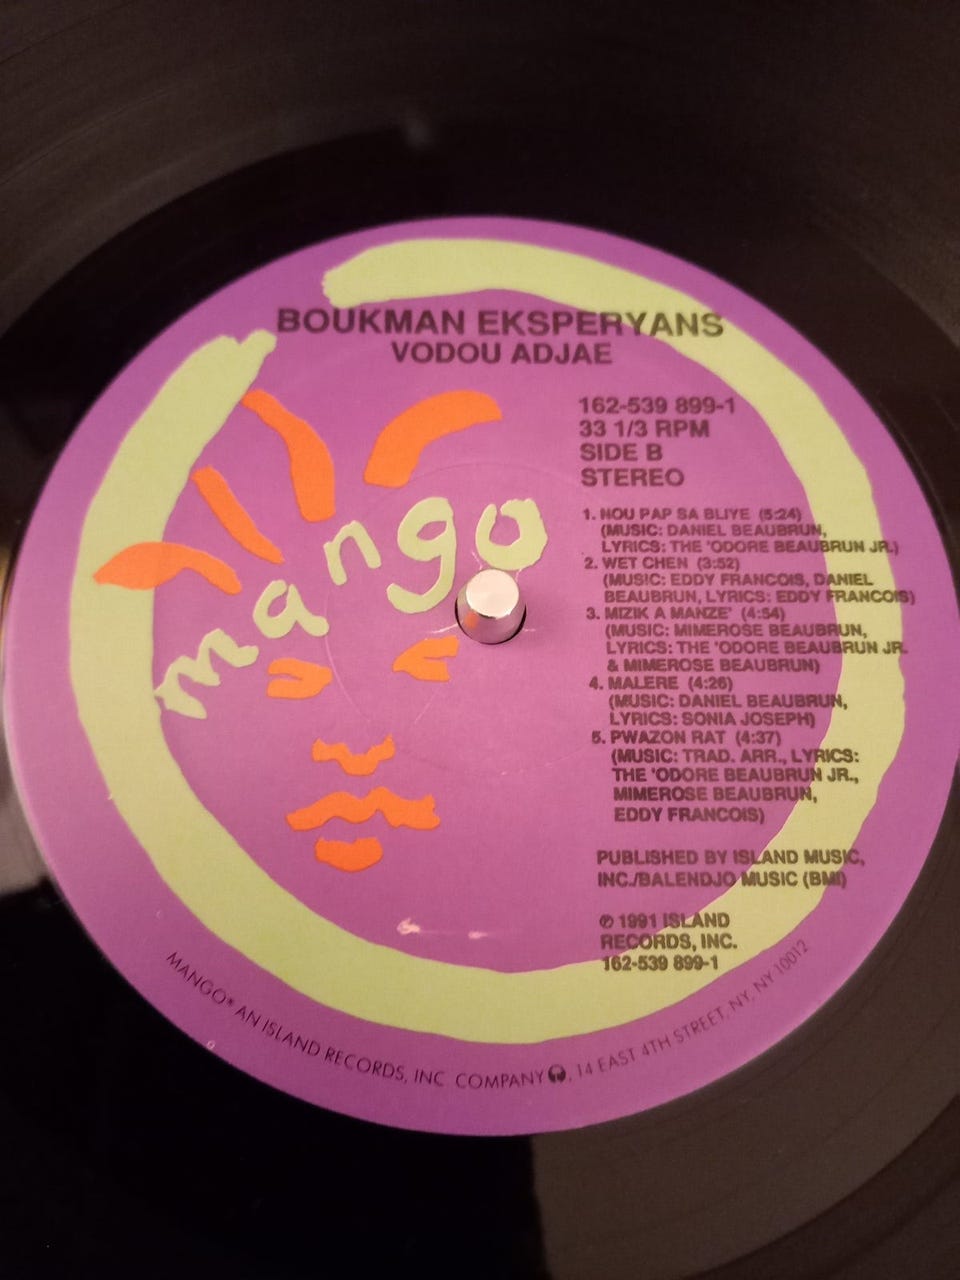 BOUKMAN EKSPERYANS
VODOU ADJAE
162-539 899-1
33 1/3 RPM
SIDE B
STEREO
mango
1. NOU PAP SA BLIYE (5:24)
(MUSIC: DANIEL BEAUBRUN,
LYRICS: THE 'ODORE BEAUBRUN JR.)
2. WET CHEN (3:52)
(MUSIC: EDDY FRANCOIS, DANIEL
BEAUBRUN, LYRICS: EDDY FRANCOIS)
3. MIZIK A MANZE' (4:54)
(MUSIC: MIMEROSE BEAUBRUN,
LYRICS: THE 'ODORE BEAUBRUN JR.
& MIMEROSE BEAUBRUN)
4. MALERE (4:26)
(MUSIC: DANIEL BEAUBRUN,
LYRICS: SONIA JOSEPH)
5. PWAZON RAT (4:37)
(MUSIC: TRAD. ARR., LYRICS:
THE 'ODORE BEAUBRUN JR.,
MIMEROSE BEAUBRUN,
EDDY FRANCOIS)
PUBLISHED BY ISLAND MUSIC,
INC./BALENDJO MUSIC (BMI)
℗ 1991 ISLAND
RECORDS, INC.
162-539 899-1
MANGO® AN ISLAND RECORDS, INC. COMPANY, 14 EAST 4TH STREET, NY, NY 10012